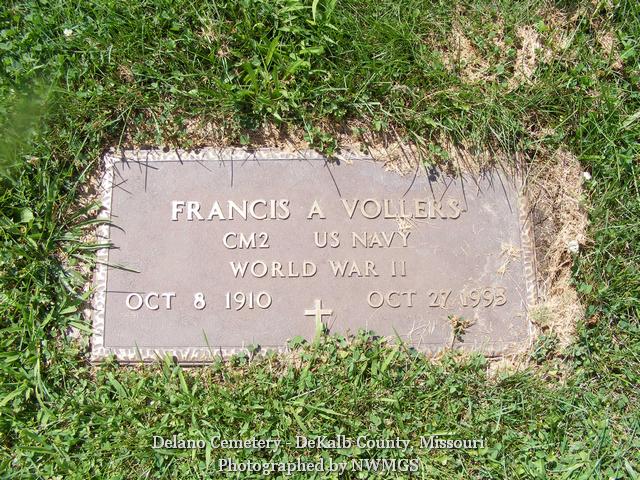 FRANCIS A VOLLERS
CM2 US NAVY
WORLD WAR II
OCT 8 1910 OCT 27 1993
Delano Cemetery - DeKalb County, Missouri
Photographed by NWMGS